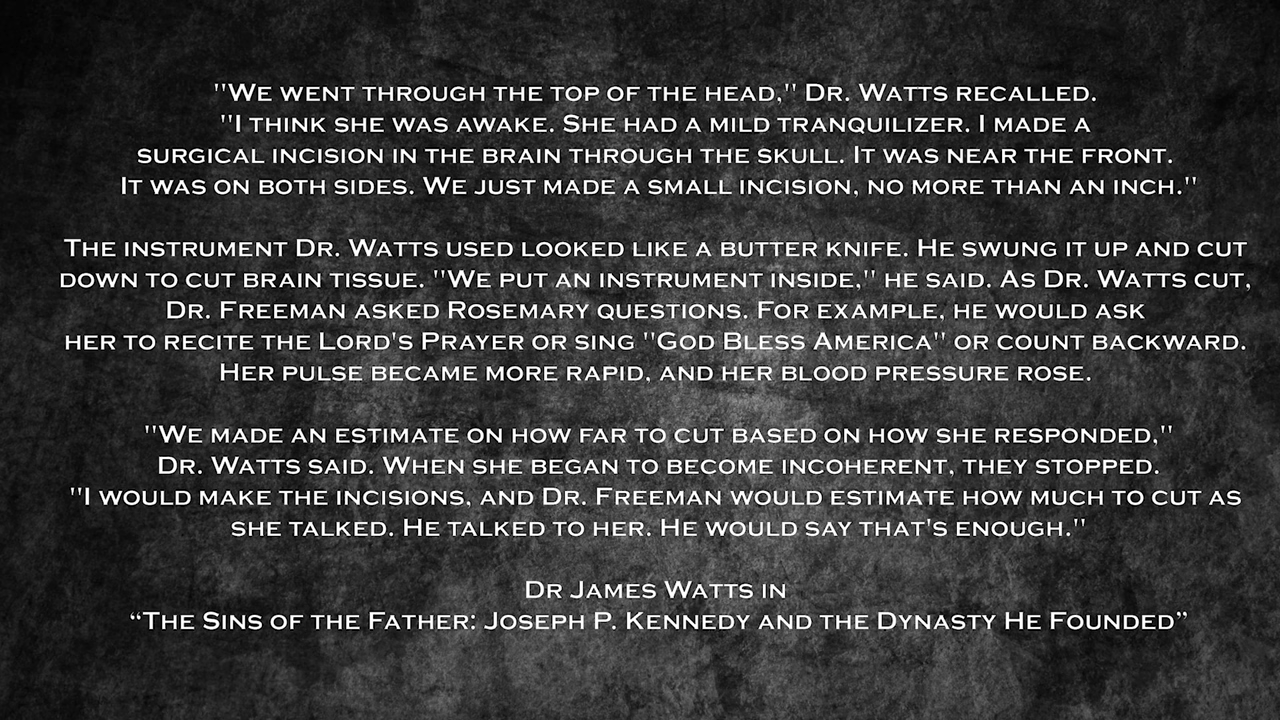 "We went through the top of the head," Dr. Watts recalled.
"I think she was awake. She had a mild tranquilizer. I made a
surgical incision in the brain through the skull. It was near the front.
It was on both sides. We just made a small incision, no more than an inch."
The instrument Dr. Watts used looked like a butter knife. He swung it up and cut
down to cut brain tissue. "We put an instrument inside," he said. As Dr. Watts cut,
Dr. Freeman asked Rosemary questions. For example, he would ask
her to recite the Lord's Prayer or sing "God Bless America" or count backward.
Her pulse became more rapid, and her blood pressure rose.
"We made an estimate on how far to cut based on how she responded,"
Dr. Watts said. When she began to become incoherent, they stopped.
"I would make the incisions, and Dr. Freeman would estimate how much to cut as
she talked. He talked to her. He would say that's enough."
Dr James Watts in
“The Sins of the Father: Joseph P. Kennedy and the Dynasty He Founded”